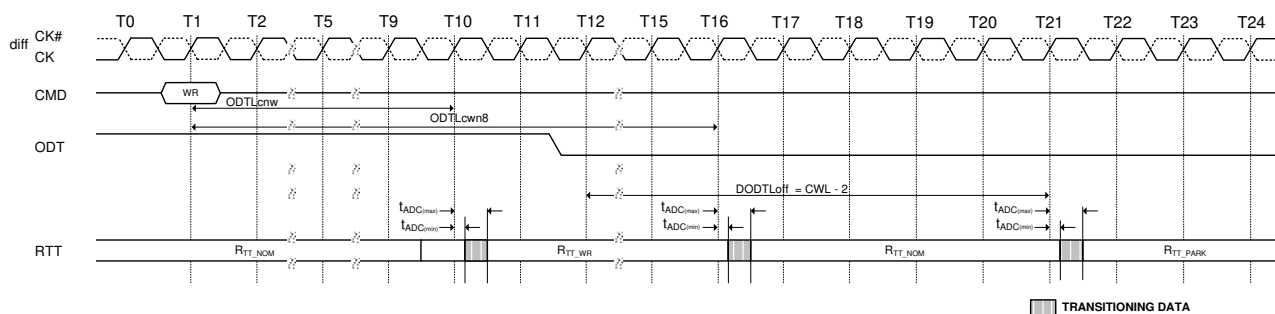 T0 T1 T2 T5 T9 T10 T11 T12 T15 T16 T17 T18 T19 T20 T21 T22 T23 T24
diff CK#
CK
CMD WR
ODTLcnw
ODTLcwn8
ODT
DODTLoff = CWL - 2
tADC(max) tADC(max) tADC(max)
tADC(min) tADC(min) tADC(min)
RTT RTT_NOM RTT_WR RTT_NOM RTT_PARK
TRANSITIONING DATA